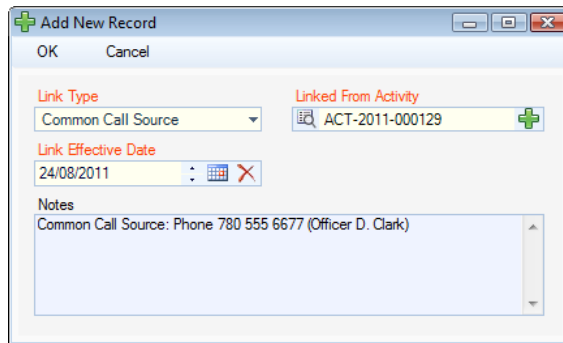 Add New Record
OK Cancel
Link Type Linked From Activity
Common Call Source ACT-2011-000129
Link Effective Date
24/08/2011
Notes
Common Call Source: Phone 780 555 6677 (Officer D. Clark)